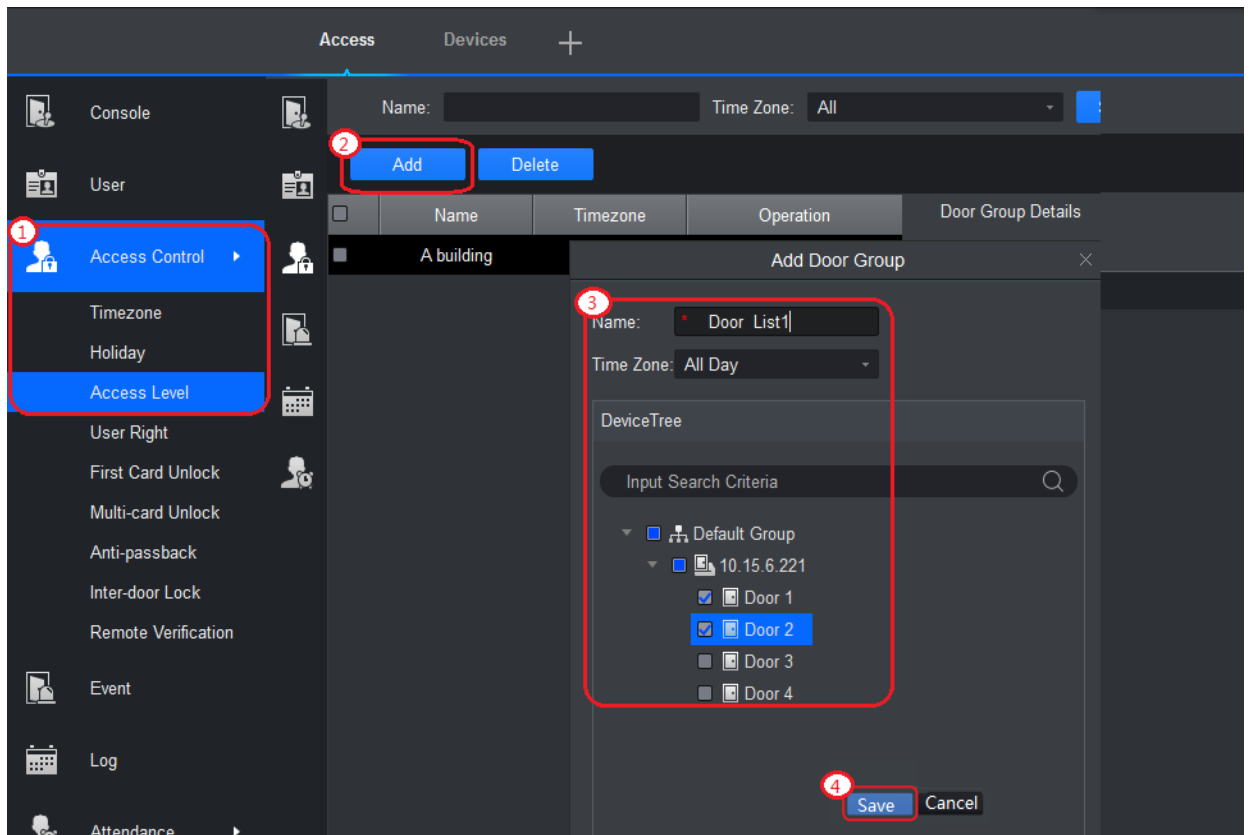 Access Devices
Console
User
Access Control
Timezone
Holiday
Access Level
User Right
First Card Unlock
Multi-card Unlock
Anti-passback
Inter-door Lock
Remote Verification
Event
Log
Attendance
Name: Time Zone: All
2
Add Delete
1
Name Timezone Operation Door Group Details
A building
Add Door Group
3
Name: * Door List1
Time Zone: All Day
DeviceTree
Input Search Criteria
Default Group
10.15.6.221
Door 1
Door 2
Door 3
Door 4
4
Save Cancel